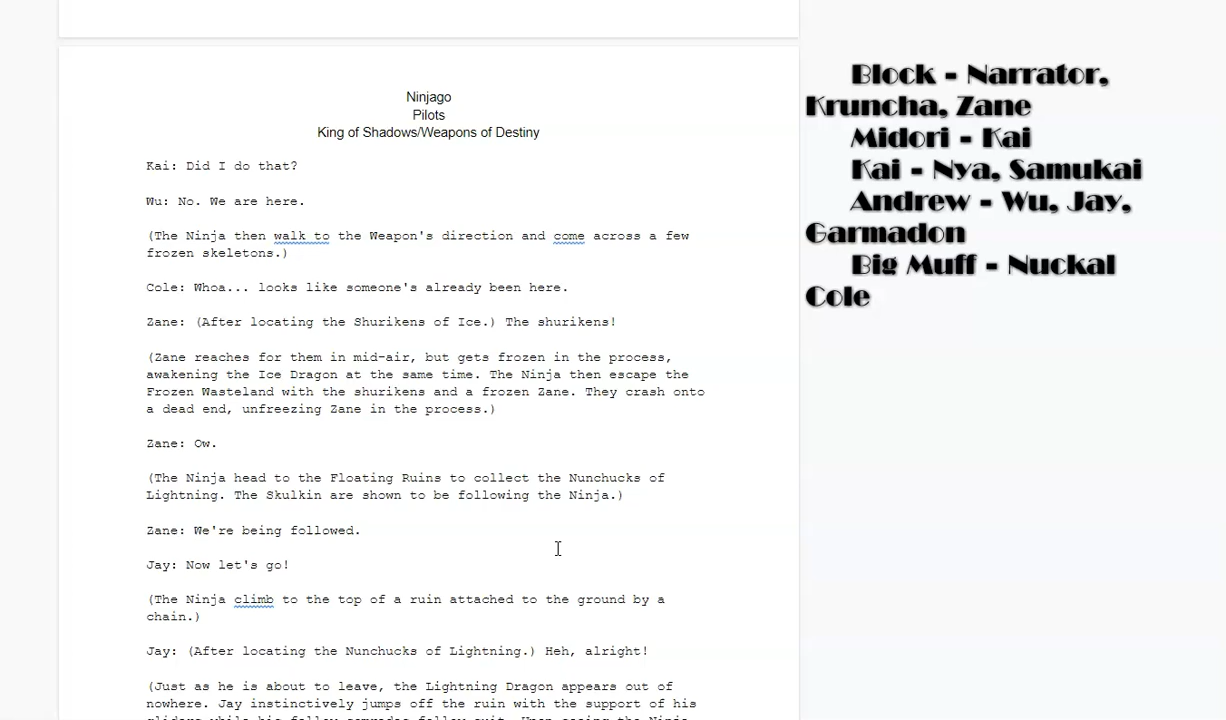 Ninjago
Pilots
King of Shadows/Weapons of Destiny
Kai: Did I do that?
Wu: No. We are here.
(The Ninja then walk to the Weapon's direction and come across a few
frozen skeletons.)
Cole: Whoa... looks like someone's already been here.
Zane: (After locating the Shurikens of Ice.) The shurikens!
(Zane reaches for them in mid-air, but gets frozen in the process,
awakening the Ice Dragon at the same time. The Ninja then escape the
Frozen Wasteland with the shurikens and a frozen Zane. They crash onto
a dead end, unfreezing Zane in the process.)
Zane: Ow.
(The Ninja head to the Floating Ruins to collect the Nunchucks of
Lightning. The Skulkin are shown to be following the Ninja.)
Zane: We're being followed.
Jay: Now let's go!
(The Ninja climb to the top of a ruin attached to the ground by a
chain.)
Jay: (After locating the Nunchucks of Lightning.) Heh, alright!
(Just as he is about to leave, the Lightning Dragon appears out of
nowhere. Jay instinctively jumps off the ruin with the support of his
Block - Narrator,
Kruncha, Zane
Midori - Kai
Kai - Nya, Samukai
Andrew - Wu, Jay,
Garmadon
Big Muff - Nuckal
Cole